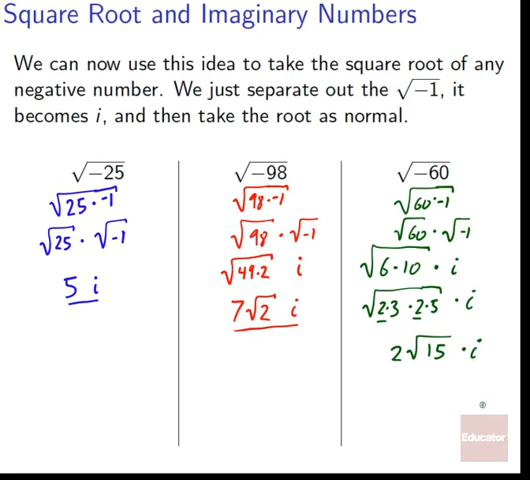 Square Root and Imaginary Numbers
We can now use this idea to take the square root of any
negative number. We just separate out the √−1, it
becomes i, and then take the root as normal.
√−25
√25 · −1
√25 · √−1
5 i
√−98
√98 · −1
√98 · √−1
√49·2 i
7√2 i
√−60
√60·−1
√60 · √−1
√6·10 · i
√2·3 · 2·5 · i
2√15 · i
Educator